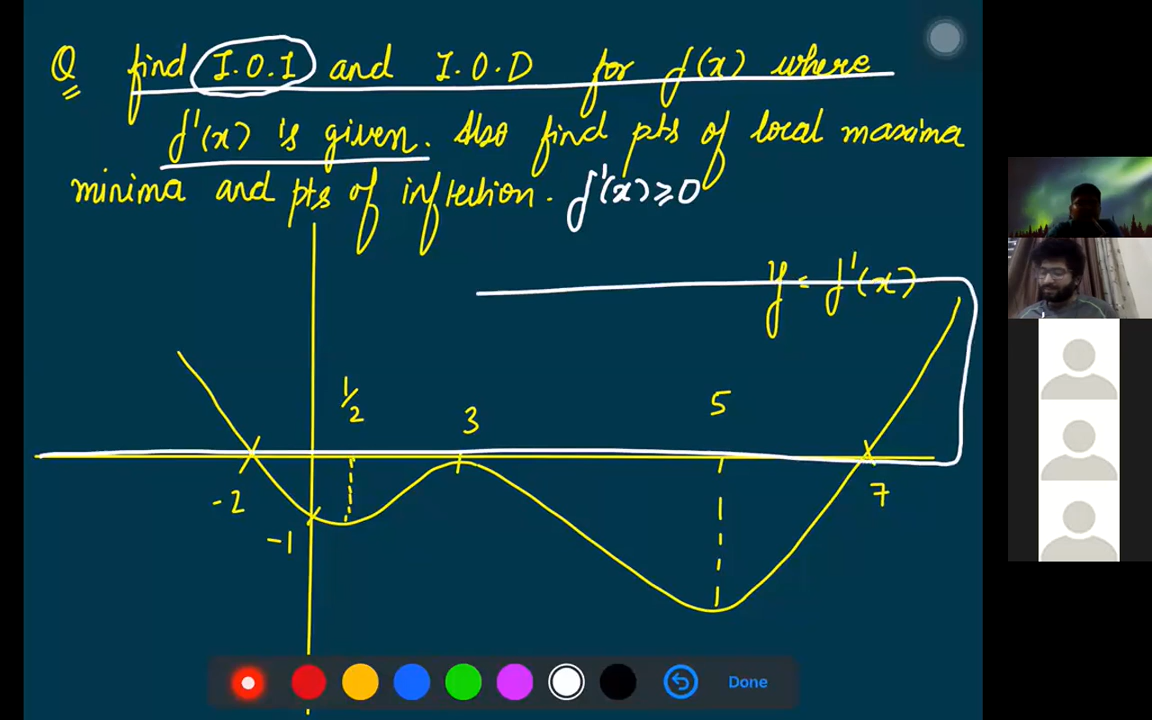 Q find I.O.I and I.O.D for f(x) where
f'(x) is given. Also find pts of local maxima
minima and pts of inflection. f'(x) ≥ 0
y = f'(x)
1/2
3
5
-2
7
-1
Done